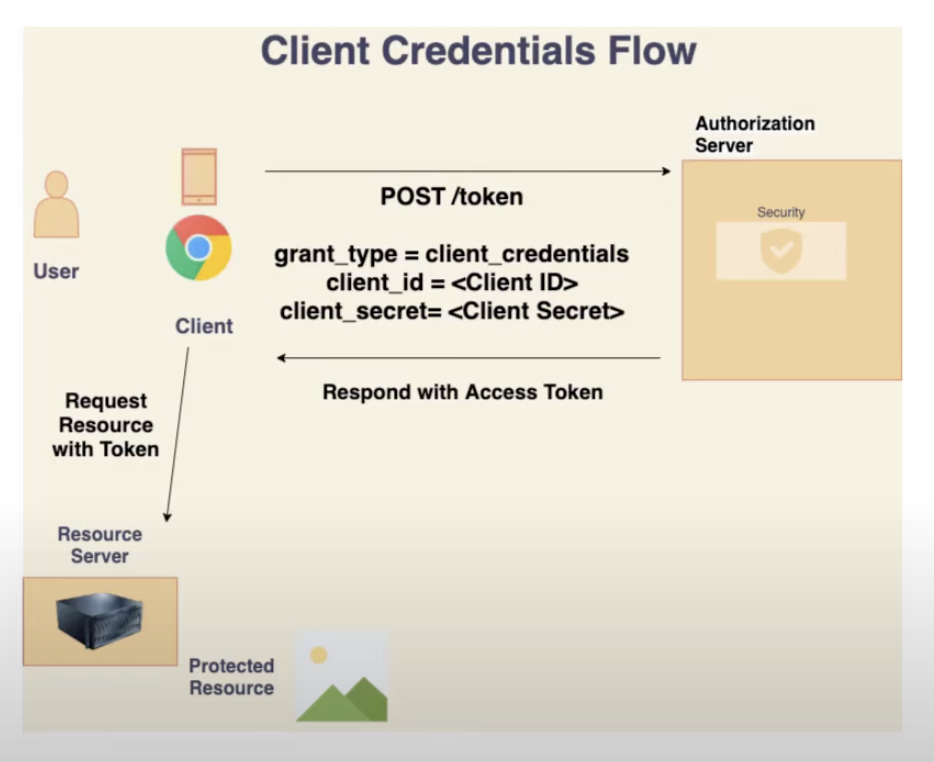 Client Credentials Flow
Authorization
Server
POST /token
Security
User
grant_type = client_credentials
client_id = <Client ID>
client_secret= <Client Secret>
Client
Respond with Access Token
Request
Resource
with Token
Resource
Server
Protected
Resource